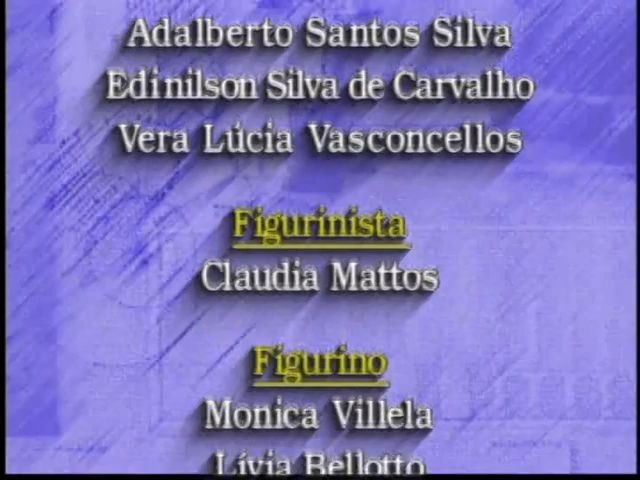 Adalberto Santos Silva
Edinilson Silva de Carvalho
Vera Lúcia Vasconcellos
Figurinista
Claudia Mattos
Figurino
Monica Villela
Lívia Bellotto